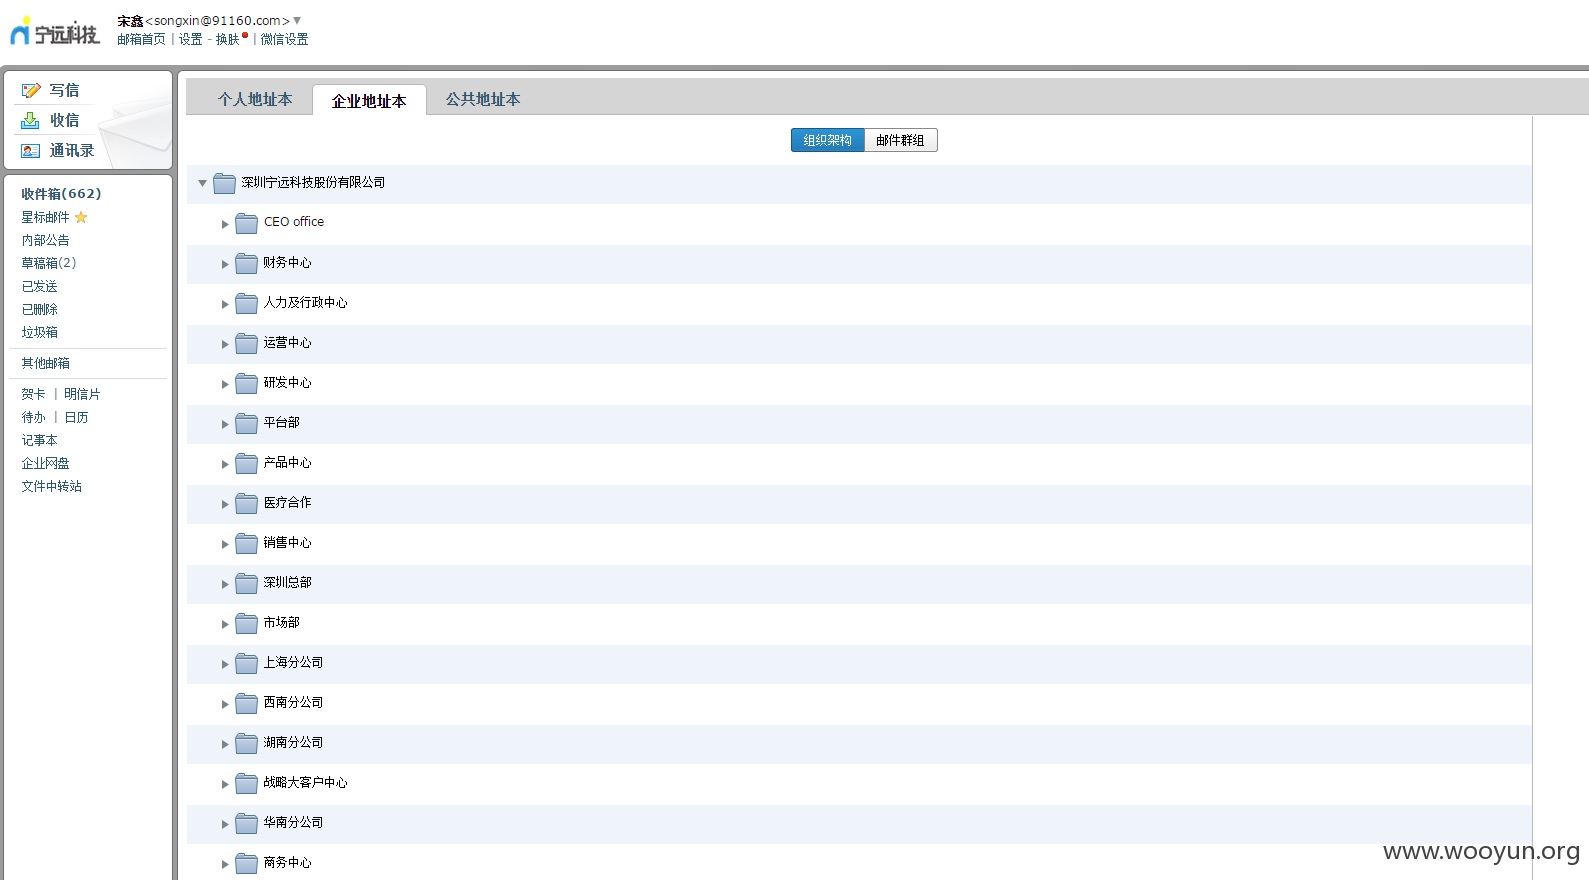 宁远科技
宋鑫<songxin@91160.com>
邮箱首页 | 设置 - 换肤 | 微信设置
写信
收信
通讯录
收件箱(662)
星标邮件
内部公告
草稿箱(2)
已发送
已删除
垃圾箱
其他邮箱
贺卡 | 明信片
待办 | 日历
记事本
企业网盘
文件中转站
个人地址本 企业地址本 公共地址本
组织架构 邮件群组
深圳宁远科技股份有限公司
CEO office
财务中心
人力及行政中心
运营中心
研发中心
平台部
产品中心
医疗合作
销售中心
深圳总部
市场部
上海分公司
西南分公司
湖南分公司
战略大客户中心
华南分公司
商务中心
www.wooyun.org